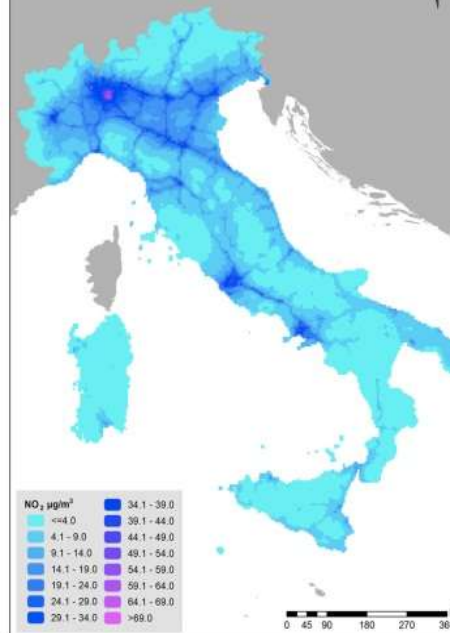 NO₂ µg/m³
<=4.0
4.1 - 9.0
9.1 - 14.0
14.1 - 19.0
19.1 - 24.0
24.1 - 29.0
29.1 - 34.0
34.1 - 39.0
39.1 - 44.0
44.1 - 49.0
49.1 - 54.0
54.1 - 59.0
59.1 - 64.0
64.1 - 69.0
>69.0
0 45 90 180 270 36